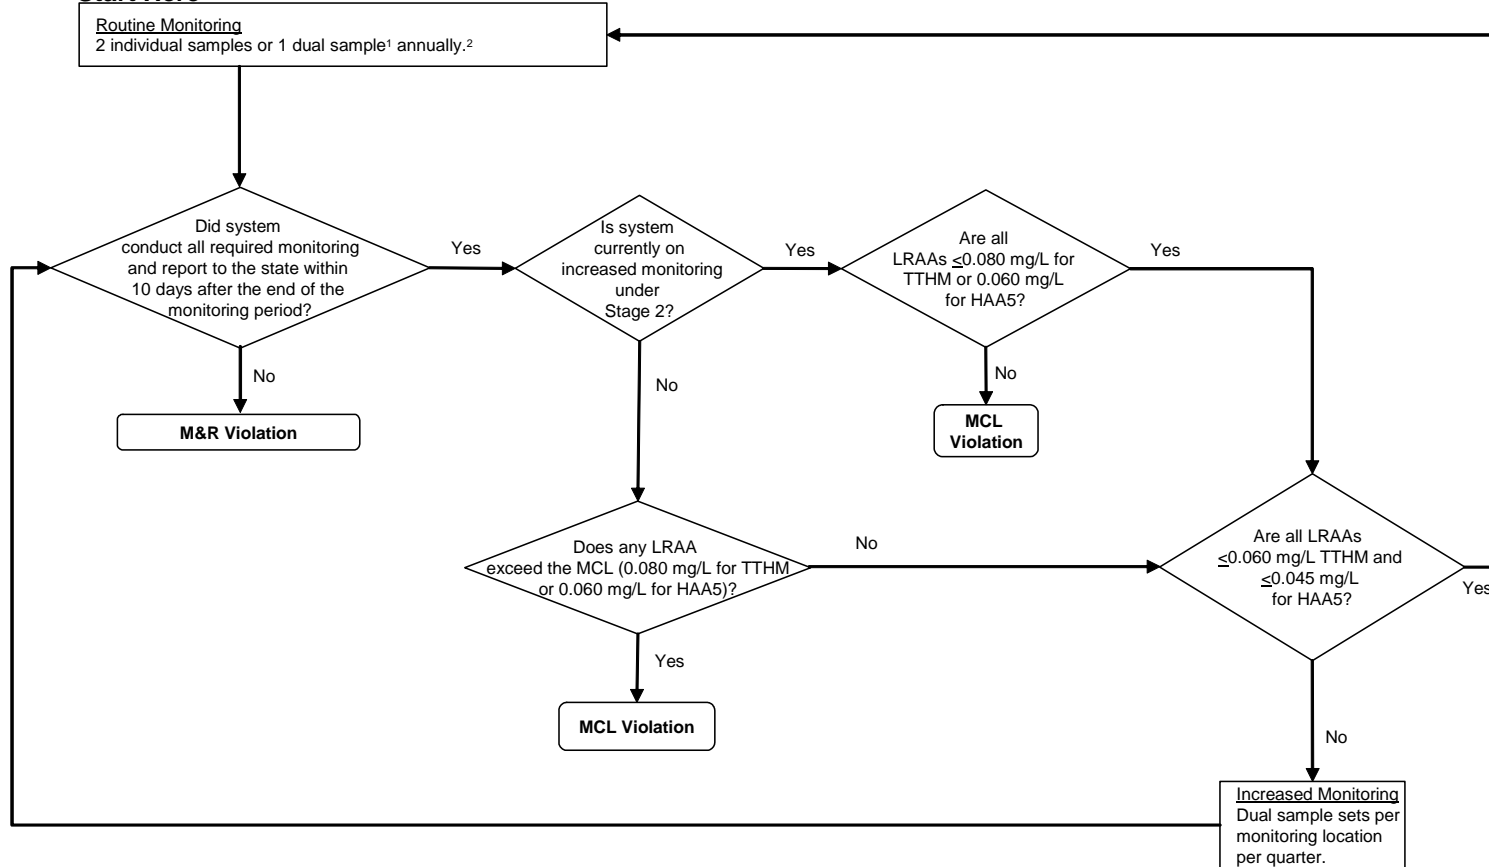 Start Here
Routine Monitoring
2 individual samples or 1 dual sample¹ annually.²
Did system
conduct all required monitoring
and report to the state within
10 days after the end of the
monitoring period?
Yes
No
M&R Violation
Is system
currently on
increased monitoring
under
Stage 2?
Yes
No
Are all
LRAAs ≤0.080 mg/L for
TTHM or 0.060 mg/L
for HAA5?
Yes
No
MCL
Violation
Does any LRAA
exceed the MCL (0.080 mg/L for TTHM
or 0.060 mg/L for HAA5)?
No
Yes
MCL Violation
Are all LRAAs
≤0.060 mg/L TTHM and
≤0.045 mg/L
for HAA5?
Yes
No
Increased Monitoring
Dual sample sets per
monitoring location
per quarter.